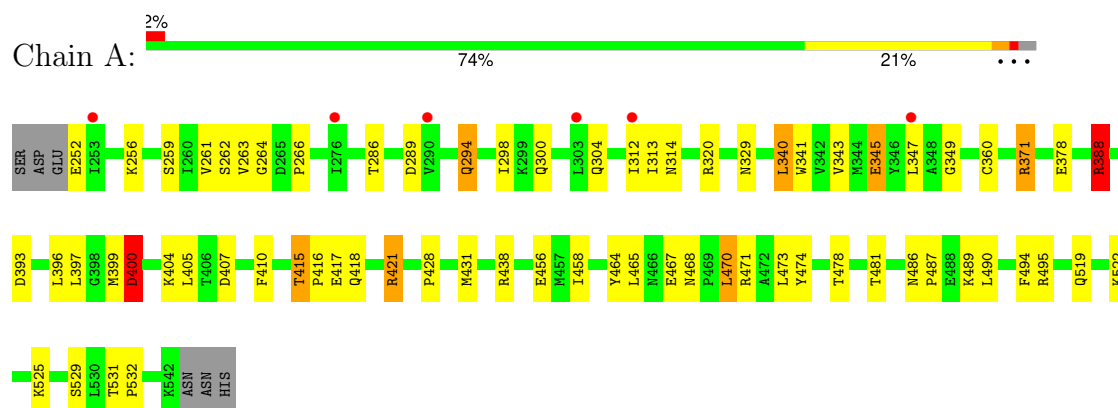 2%
Chain A:
74% 21% • • •
SER ASP GLU E252 I253 K256 S259 I260 V261 S262 V263 G264 D265 P266 I276 T286 D289 V290 Q294 I298 K299 Q300 L303 Q304 I312 I313 N314 R320 N329 L340 W341 V342 V343 M344 E345 Y346 L347 A348 G349 C360 R371 E378 R388
D393 L396 L397 G398 M399 D400 K404 L405 T406 D407 F410 T415 P416 E417 Q418 R421 P428 M431 R438 E456 M457 I458 Y464 L465 N466 E467 N468 P469 L470 R471 A472 L473 Y474 T478 T481 N486 P487 E488 K489 L490 F494 R495 Q519 K522
K525 S529 L530 T531 P532 K542 ASN ASN HIS